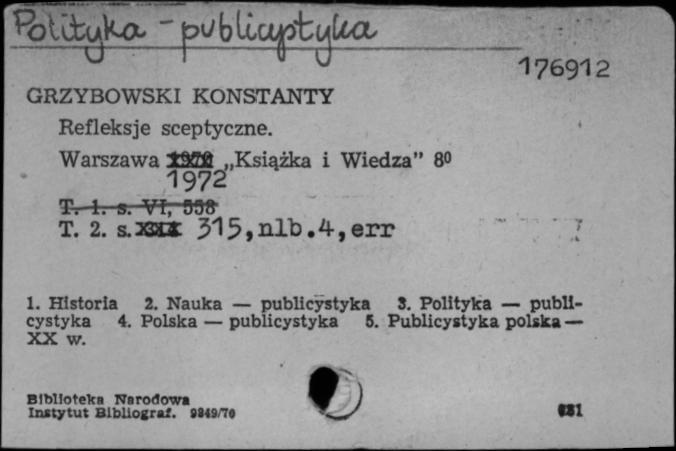 Polityka - publicystyka
176912
GRZYBOWSKI KONSTANTY
Refleksje sceptyczne.
Warszawa 1970 „Książka i Wiedza" 8⁰
1972
T. 1. s. VI, 558
T. 2. s. 315, nlb.4, err
1. Historia 2. Nauka — publicystyka 3. Polityka — publi-
cystyka 4. Polska — publicystyka 5. Publicystyka polska —
XX w.
Biblioteka Narodowa
Instytut Bibliograf. 9849/70